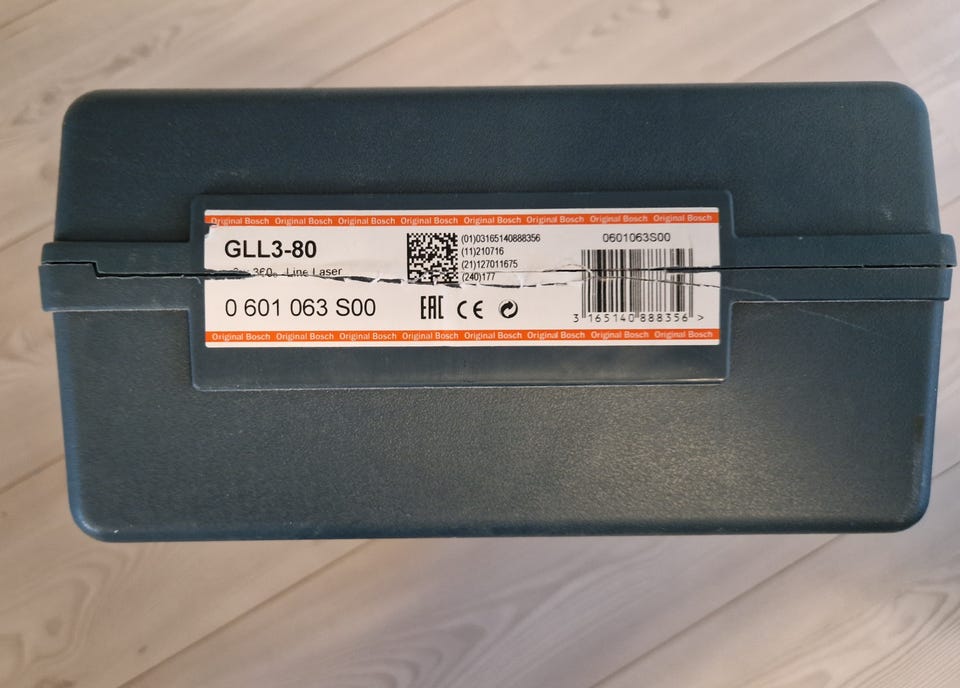 Original Bosch Original Bosch Original Bosch Original Bosch Original Bosch Original Bosch Original Bosch Original Bosch
GLL3-80
360° -Line Laser
0 601 063 S00
(01)03165140888356
(11)210716
(21)127011675
(240)177
EAC CE
0601063S00
3 165140 888356 >
Original Bosch Original Bosch Original Bosch Original Bosch Original Bosch Original Bosch Original Bosch Original Bosch